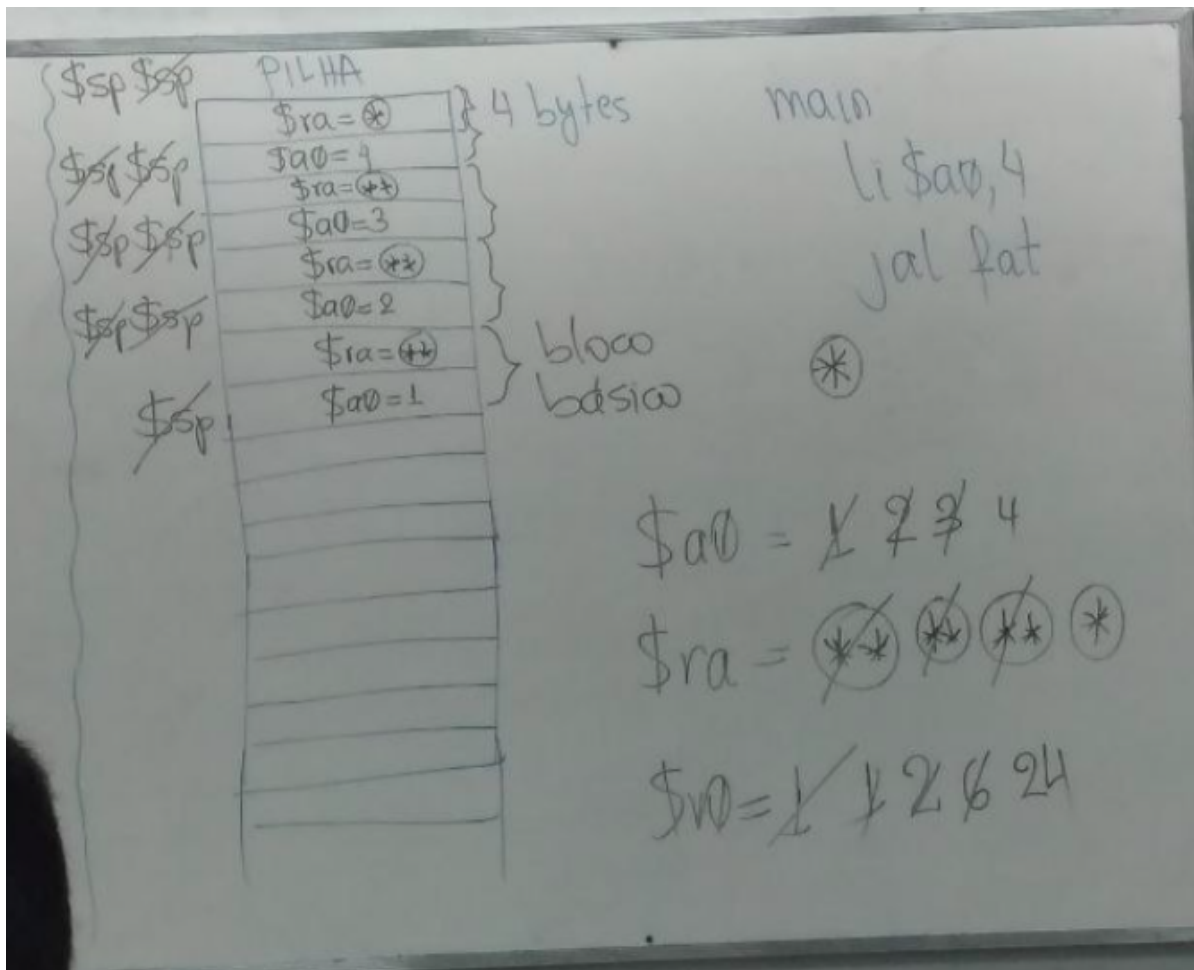 $sp $sp PILHA
$ra = (*) } 4 bytes
$a0 = 4
$sp $sp $ra = (**)
$a0 = 3
$sp $sp $ra = (**)
$a0 = 2
$sp $sp
$ra = (**) } bloco
$a0 = 1 básico
$sp
main
li $a0, 4
jal fat
(*)
$a0 = 1 2 3 4
$ra = (**) (**) (**) (*)
$v0 = 1 1 2 6 24